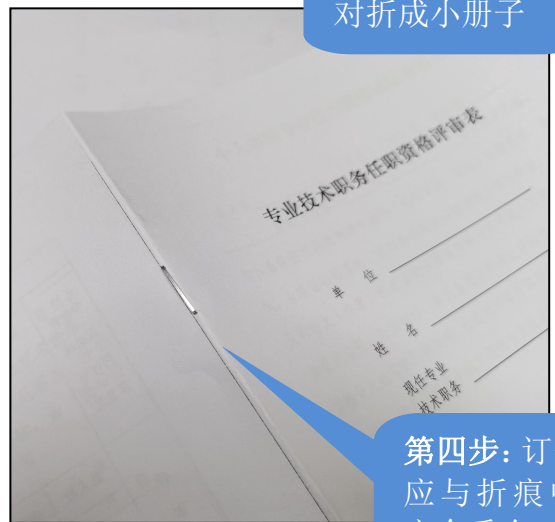 对折成小册子
专业技术职务任职资格评审表
单 位
姓 名
现任专业
技术职务
第四步：订
应与折痕